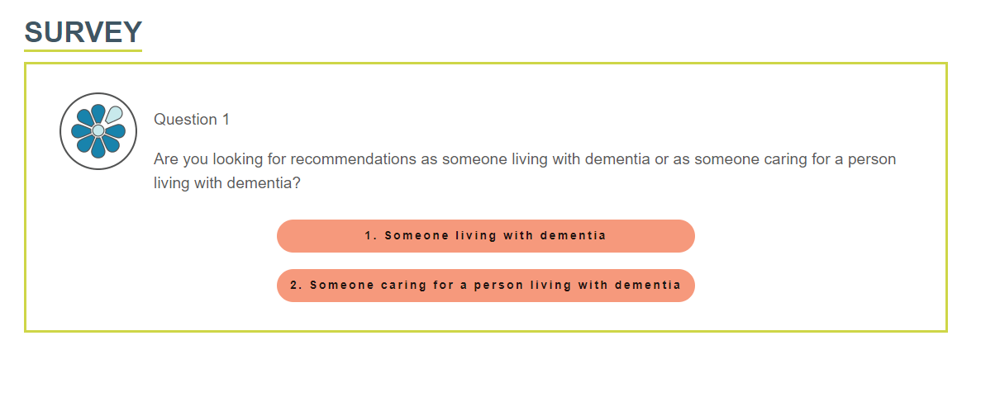 SURVEY
Question 1
Are you looking for recommendations as someone living with dementia or as someone caring for a person
living with dementia?
1. Someone living with dementia
2. Someone caring for a person living with dementia